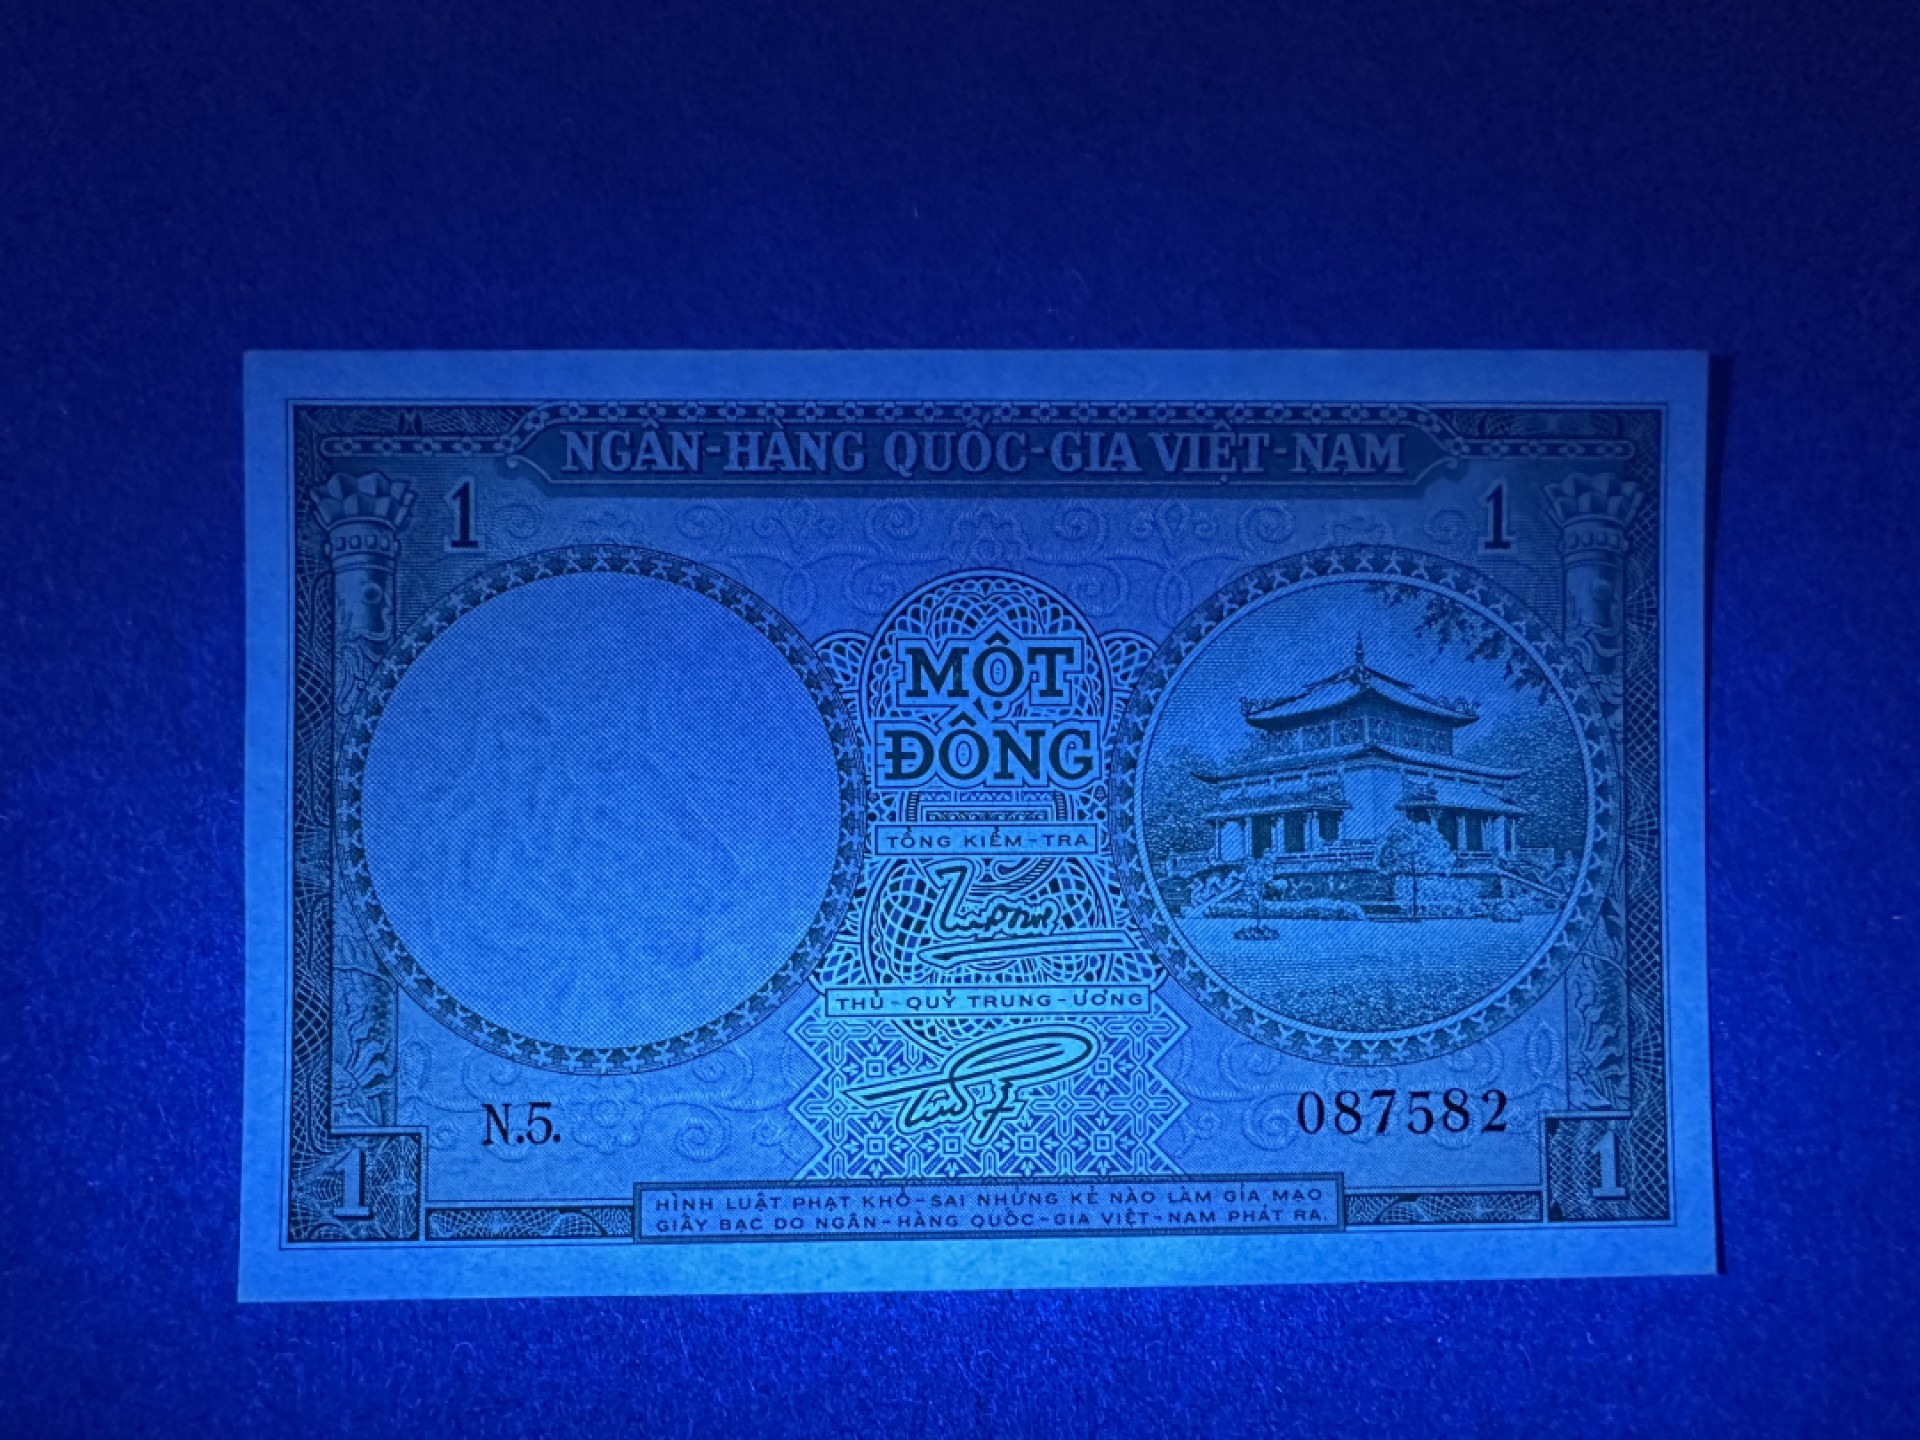 NGÂN-HÀNG QUỐC-GIA VIỆT-NAM
1
1
MỘT
ĐỒNG
TỔNG KIỂM-TRA
THỦ-QUỸ TRUNG-ƯƠNG
N.5.
087582
1
1
HÌNH LUẬT PHẠT KHỔ-SAI NHỮNG KẺ NÀO LÀM GIẢ MẠO
GIẤY BẠC DO NGÂN-HÀNG QUỐC-GIA VIỆT-NAM PHÁT RA.